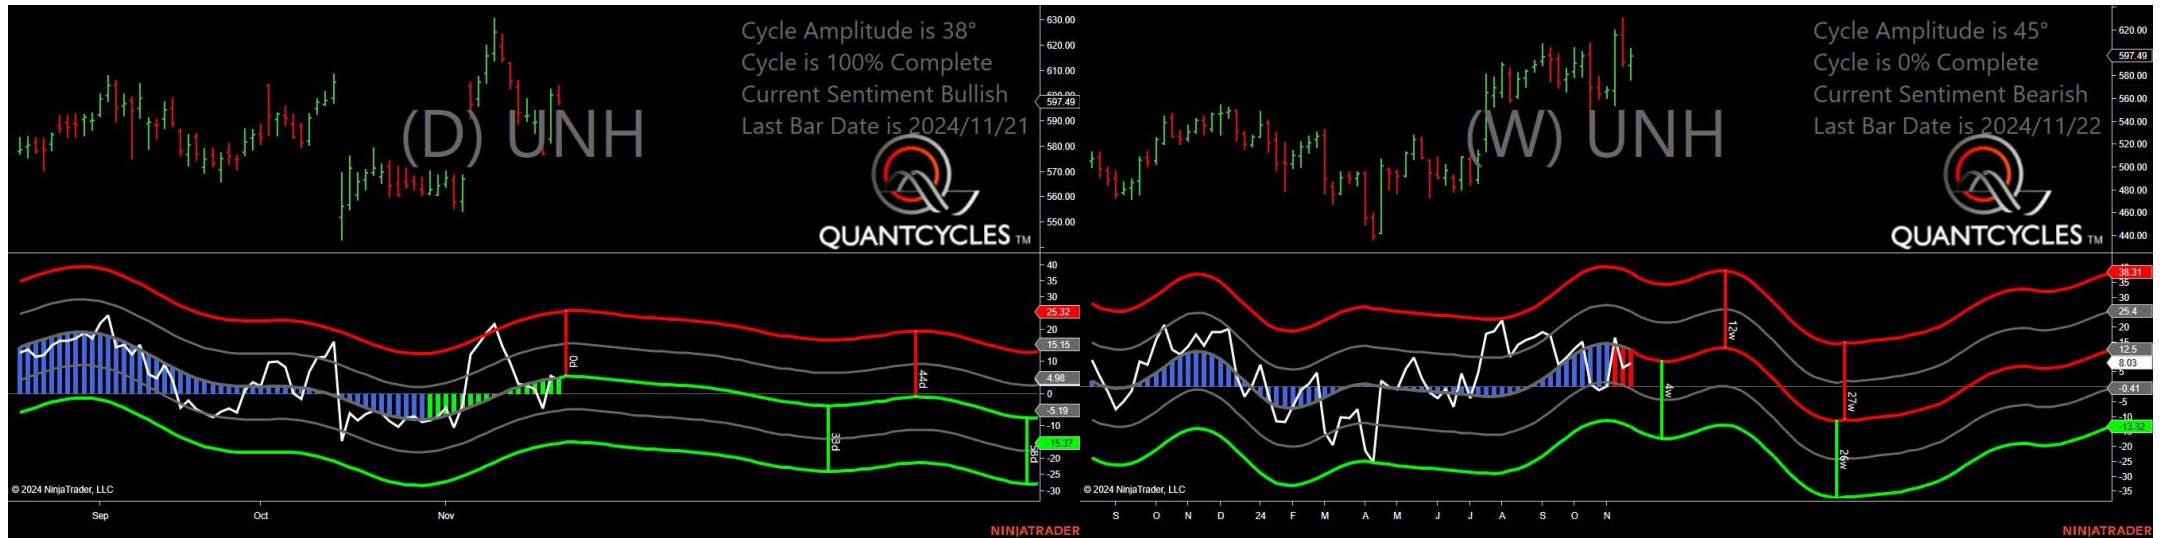 Cycle Amplitude is 38°
Cycle is 100% Complete
Current Sentiment Bullish
Last Bar Date is 2024/11/21
(D) UNH
QUANTCYCLES TM
630.00
620.00
610.00
600.00
597.49
590.00
580.00
570.00
560.00
550.00
40
35
30
25.32
20
15.15
10
4.98
0
-5.19
-10
-15.37
-20
-25
-30
0d
33d
44d
58d
© 2024 NinjaTrader, LLC
Sep
Oct
Nov
NINJATRADER
Cycle Amplitude is 45°
Cycle is 0% Complete
Current Sentiment Bearish
Last Bar Date is 2024/11/22
(W) UNH
QUANTCYCLES TM
620.00
597.49
580.00
560.00
540.00
520.00
500.00
480.00
460.00
440.00
38.31
35
30
25.4
20
12.5
8.03
5
-0.41
-5
-10
-13.32
-20
-25
-30
-35
4w
12w
26w
27w
© 2024 NinjaTrader, LLC
S
O
N
D
24
F
M
A
M
J
J
A
S
O
N
NINJATRADER